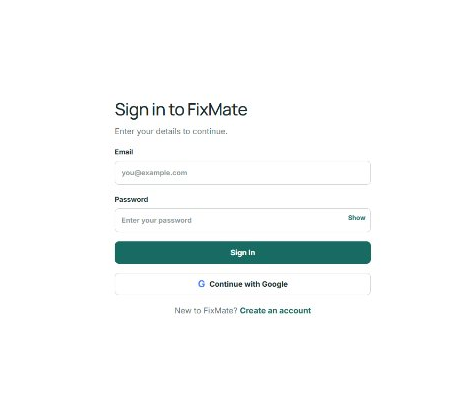 Sign in to FixMate
Enter your details to continue.
Email
you@example.com
Password
Enter your password
Show
Sign In
G Continue with Google
New to FixMate? Create an account